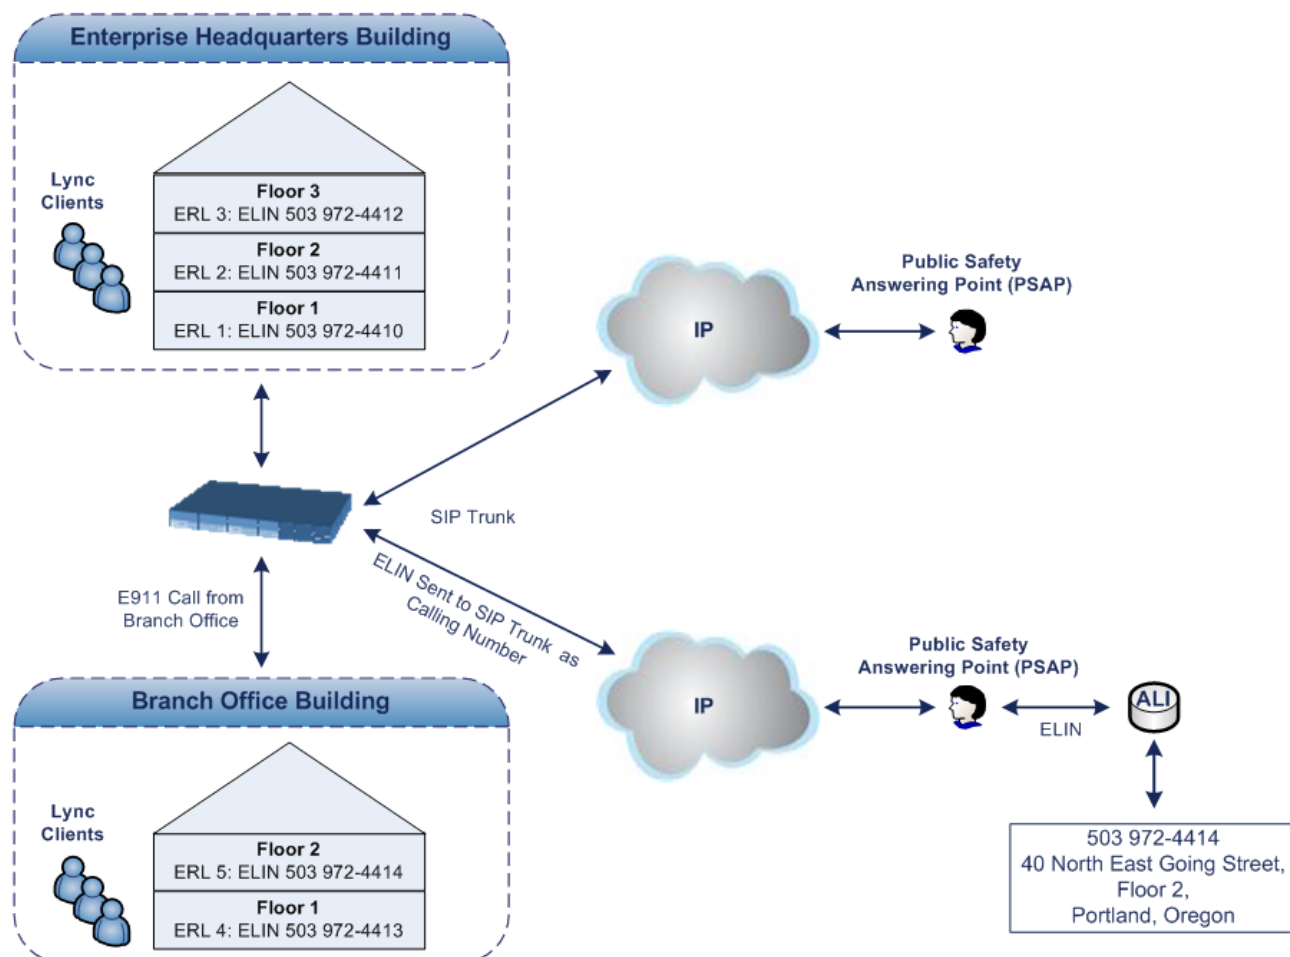 Enterprise Headquarters Building
Lync
Clients
Floor 3
ERL 3: ELIN 503 972-4412
Floor 2
ERL 2: ELIN 503 972-4411
Floor 1
ERL 1: ELIN 503 972-4410
IP
Public Safety
Answering Point (PSAP)
SIP Trunk
ELIN Sent to SIP Trunk as
Calling Number
E911 Call from
Branch Office
Branch Office Building
Lync
Clients
Floor 2
ERL 5: ELIN 503 972-4414
Floor 1
ERL 4: ELIN 503 972-4413
IP
Public Safety
Answering Point (PSAP)
ELIN
ALI
503 972-4414
40 North East Going Street,
Floor 2,
Portland, Oregon